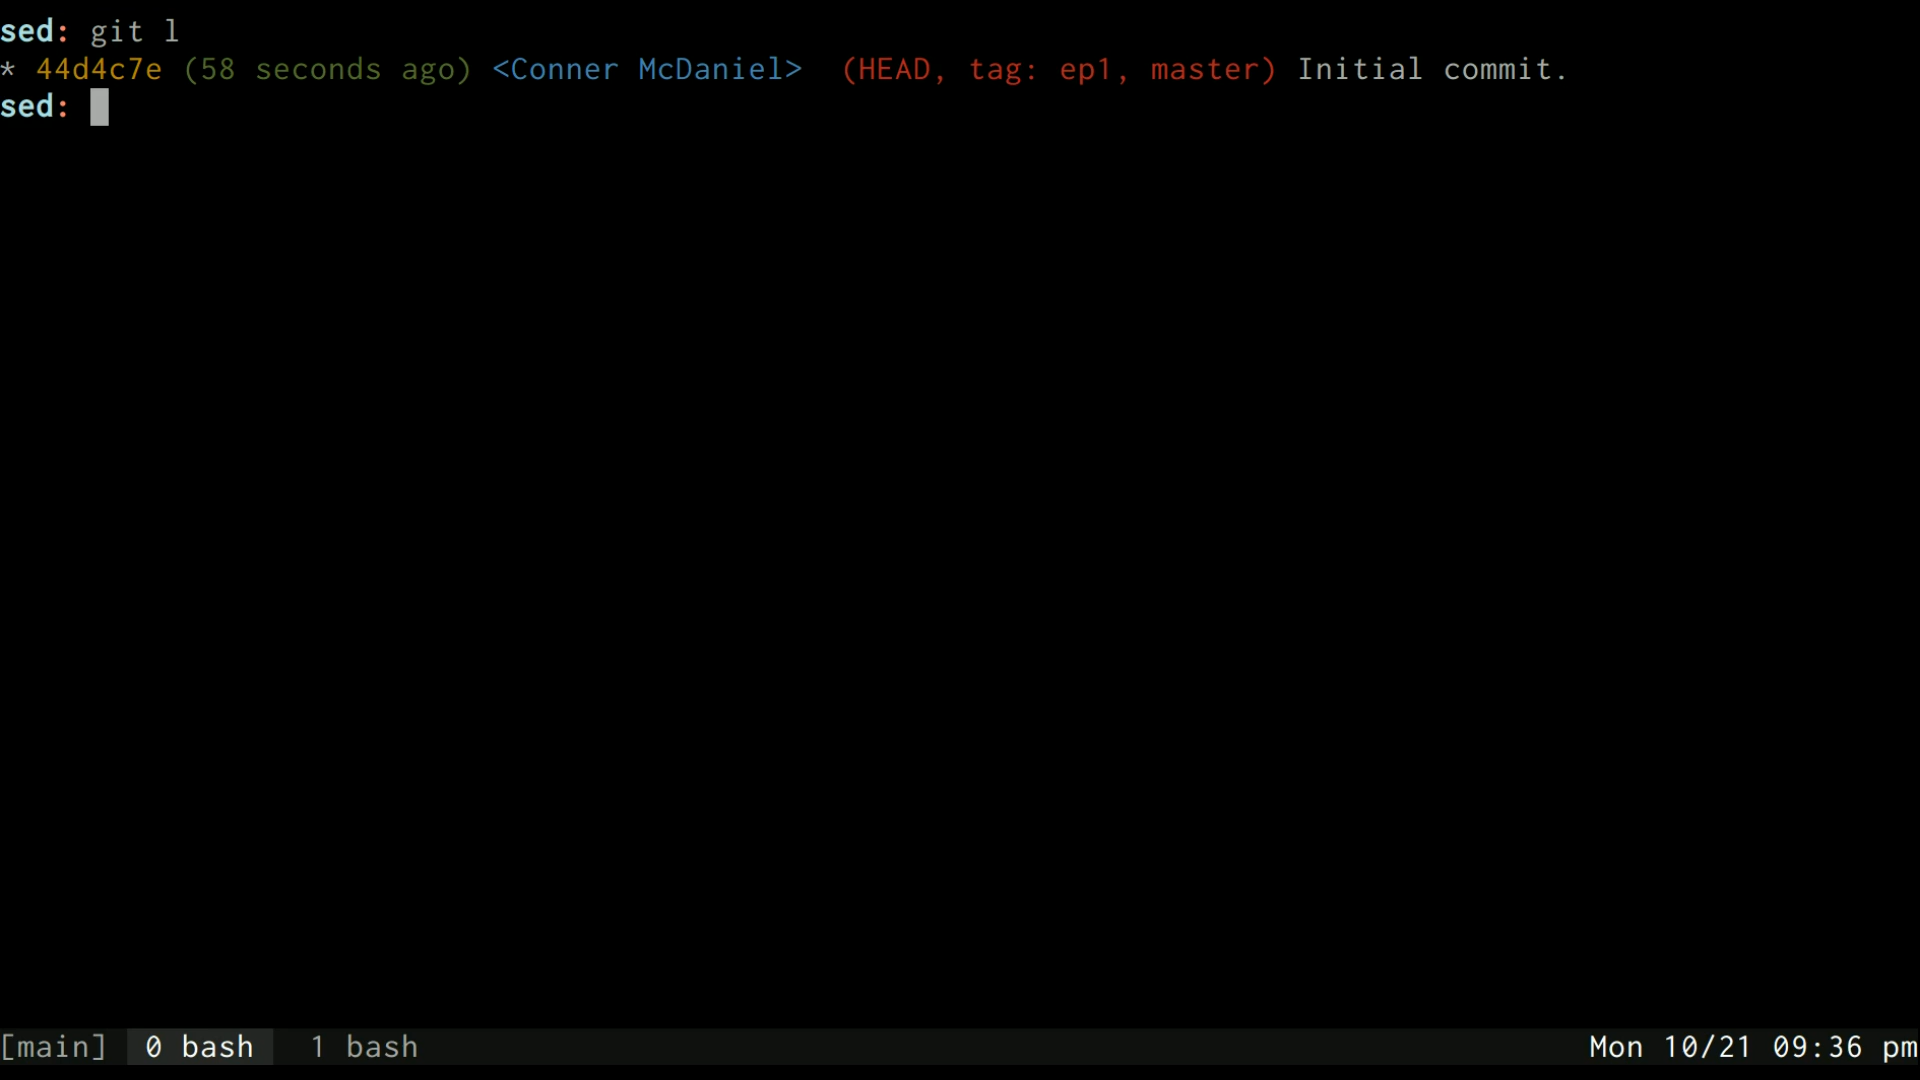 sed: git l
* 44d4c7e (58 seconds ago) <Conner McDaniel>  (HEAD, tag: ep1, master) Initial commit.
sed:
[main] 0 bash 1 bash Mon 10/21 09:36 pm